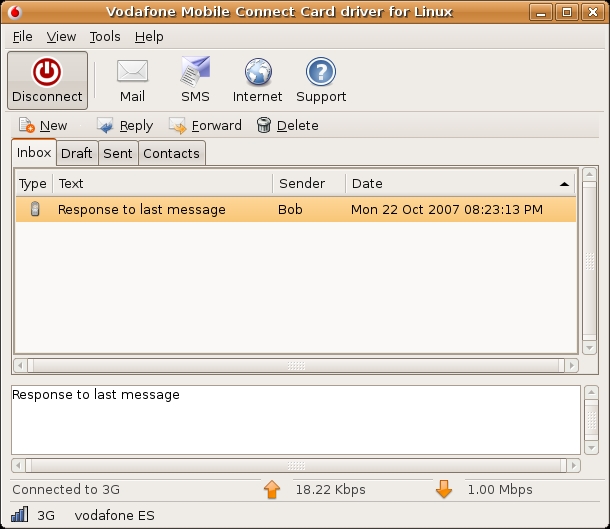 Vodafone Mobile Connect Card driver for Linux
File View Tools Help
Disconnect Mail SMS Internet Support
New Reply Forward Delete
Inbox Draft Sent Contacts
Type Text Sender Date
Response to last message Bob Mon 22 Oct 2007 08:23:13 PM
Response to last message
Connected to 3G 18.22 Kbps 1.00 Mbps
3G vodafone ES